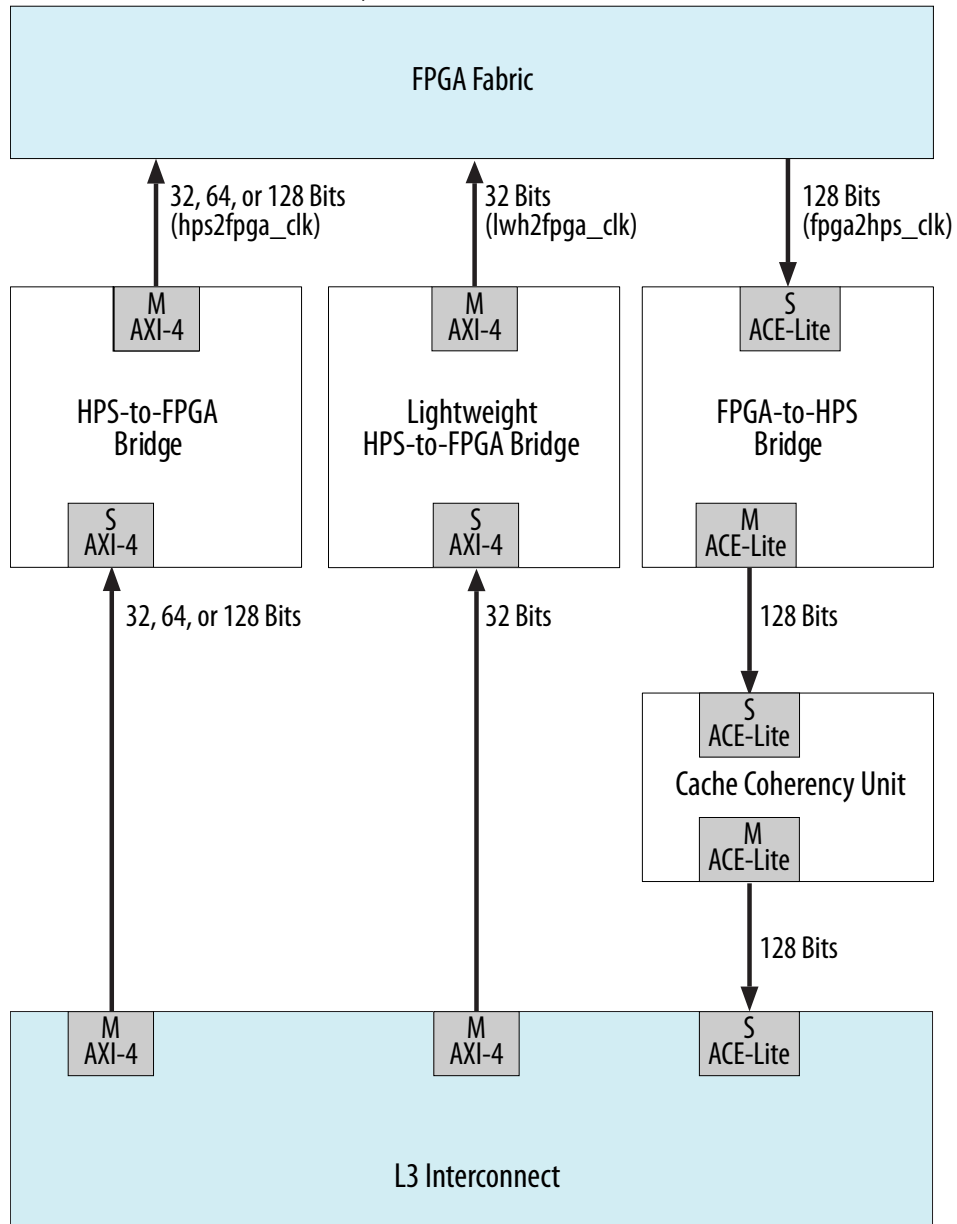 FPGA Fabric
32, 64, or 128 Bits
(hps2fpga_clk)
32 Bits
(lwh2fpga_clk)
128 Bits
(fpga2hps_clk)
M
AXI-4
M
AXI-4
S
ACE-Lite
HPS-to-FPGA
Bridge
Lightweight
HPS-to-FPGA Bridge
FPGA-to-HPS
Bridge
S
AXI-4
S
AXI-4
M
ACE-Lite
32, 64, or 128 Bits
32 Bits
128 Bits
S
ACE-Lite
Cache Coherency Unit
M
ACE-Lite
128 Bits
M
AXI-4
M
AXI-4
S
ACE-Lite
L3 Interconnect